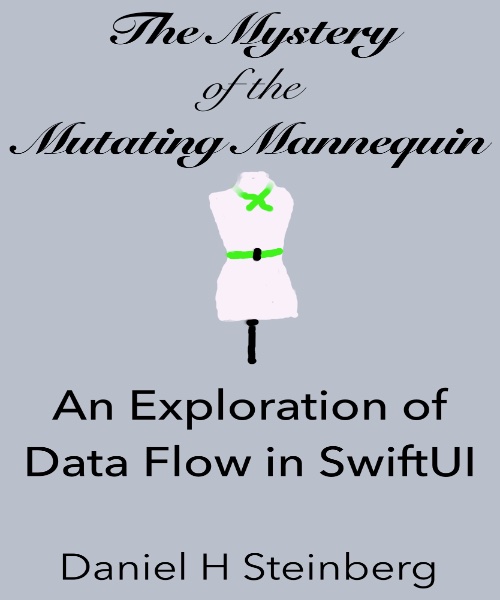 The Mystery
of the
Mutating Mannequin
An Exploration of
Data Flow in SwiftUI
Daniel H Steinberg